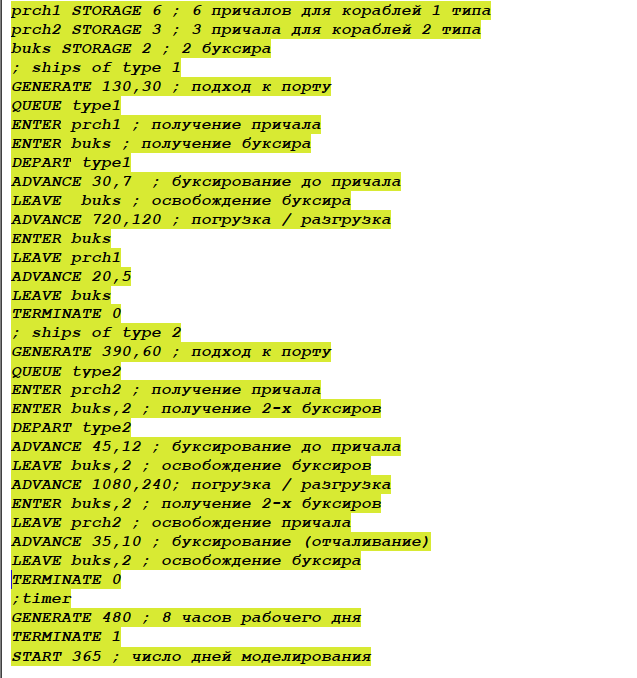 prch1 STORAGE 6 ; 6 причалов для кораблей 1 типа
prch2 STORAGE 3 ; 3 причала для кораблей 2 типа
buks STORAGE 2 ; 2 буксира
; ships of type 1
GENERATE 130,30 ; подход к порту
QUEUE type1
ENTER prch1 ; получение причала
ENTER buks ; получение буксира
DEPART type1
ADVANCE 30,7  ; буксирование до причала
LEAVE  buks ; освобождение буксира
ADVANCE 720,120 ; погрузка / разгрузка
ENTER buks
LEAVE prch1
ADVANCE 20,5
LEAVE buks
TERMINATE 0
; ships of type 2
GENERATE 390,60 ; подход к порту
QUEUE type2
ENTER prch2 ; получение причала
ENTER buks,2 ; получение 2-х буксиров
DEPART type2
ADVANCE 45,12 ; буксирование до причала
LEAVE buks,2 ; освобождение буксиров
ADVANCE 1080,240; погрузка / разгрузка
ENTER buks,2 ; получение 2-х буксиров
LEAVE prch2 ; освобождение причала
ADVANCE 35,10 ; буксирование (отчаливание)
LEAVE buks,2 ; освобождение буксира
TERMINATE 0
;timer
GENERATE 480 ; 8 часов рабочего дня
TERMINATE 1
START 365 ; число дней моделирования